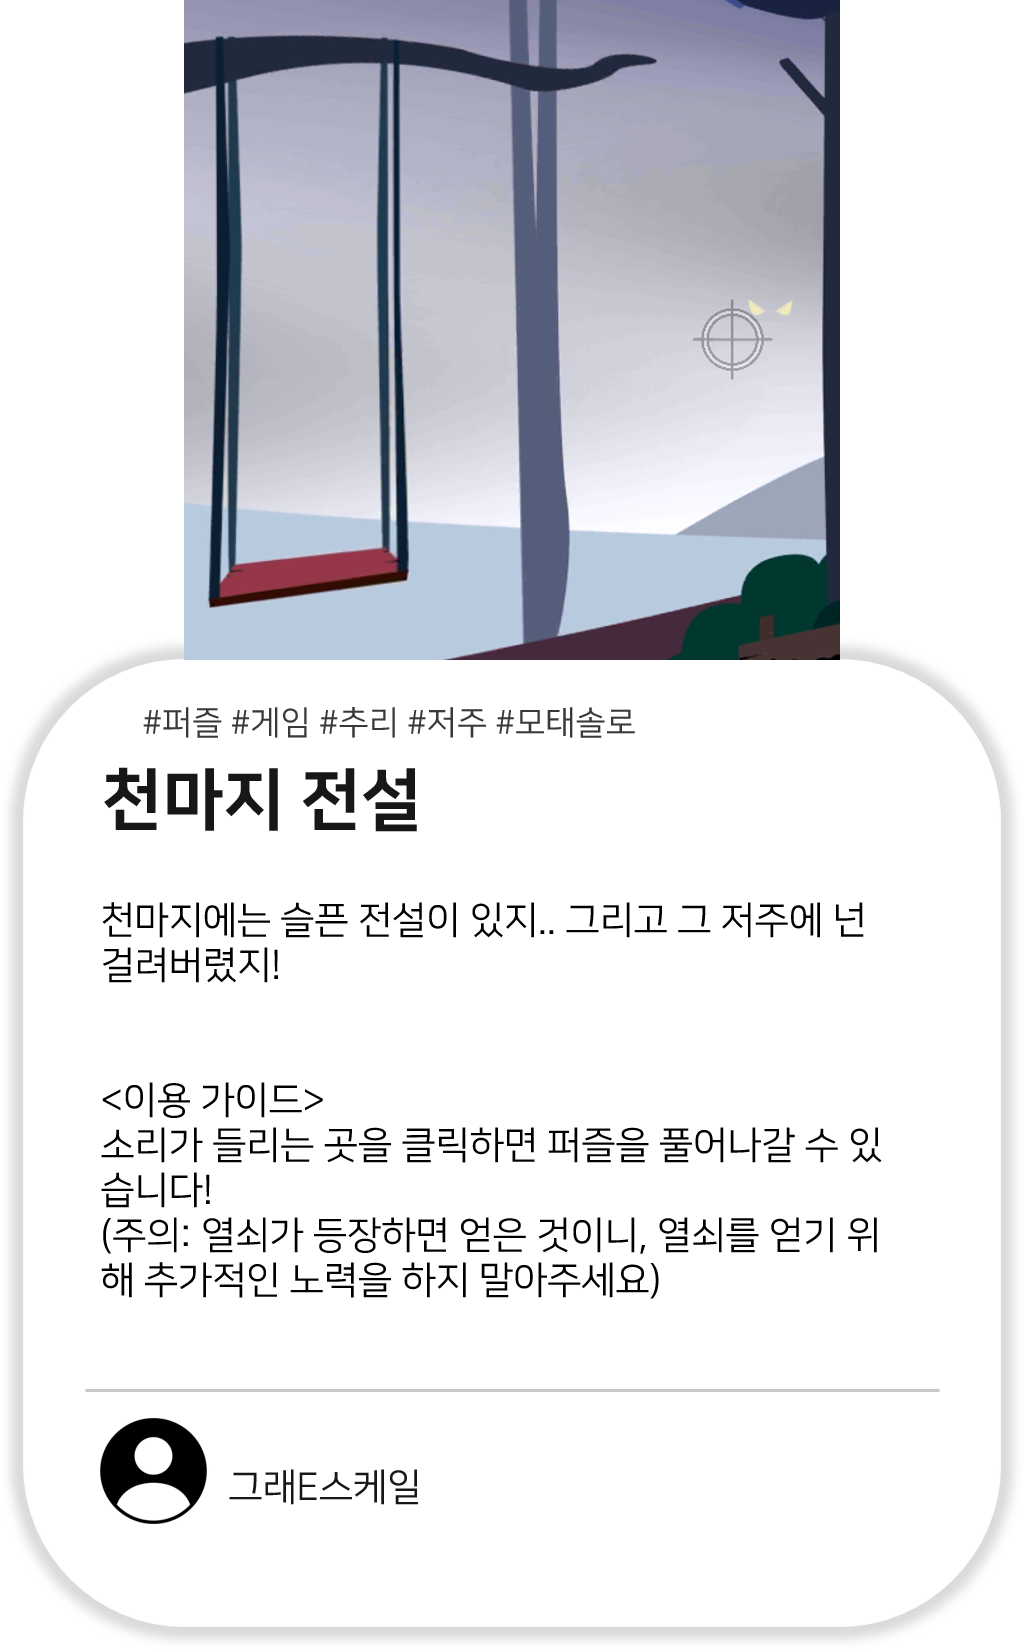 #퍼즐 #게임 #추리 #저주 #모태솔로
천마지 전설
천마지에는 슬픈 전설이 있지.. 그리고 그 저주에 넌
걸려버렸지!
<이용 가이드>
소리가 들리는 곳을 클릭하면 퍼즐을 풀어나갈 수 있
습니다!
(주의: 열쇠가 등장하면 얻은 것이니, 열쇠를 얻기 위
해 추가적인 노력을 하지 말아주세요)
그래E스케일